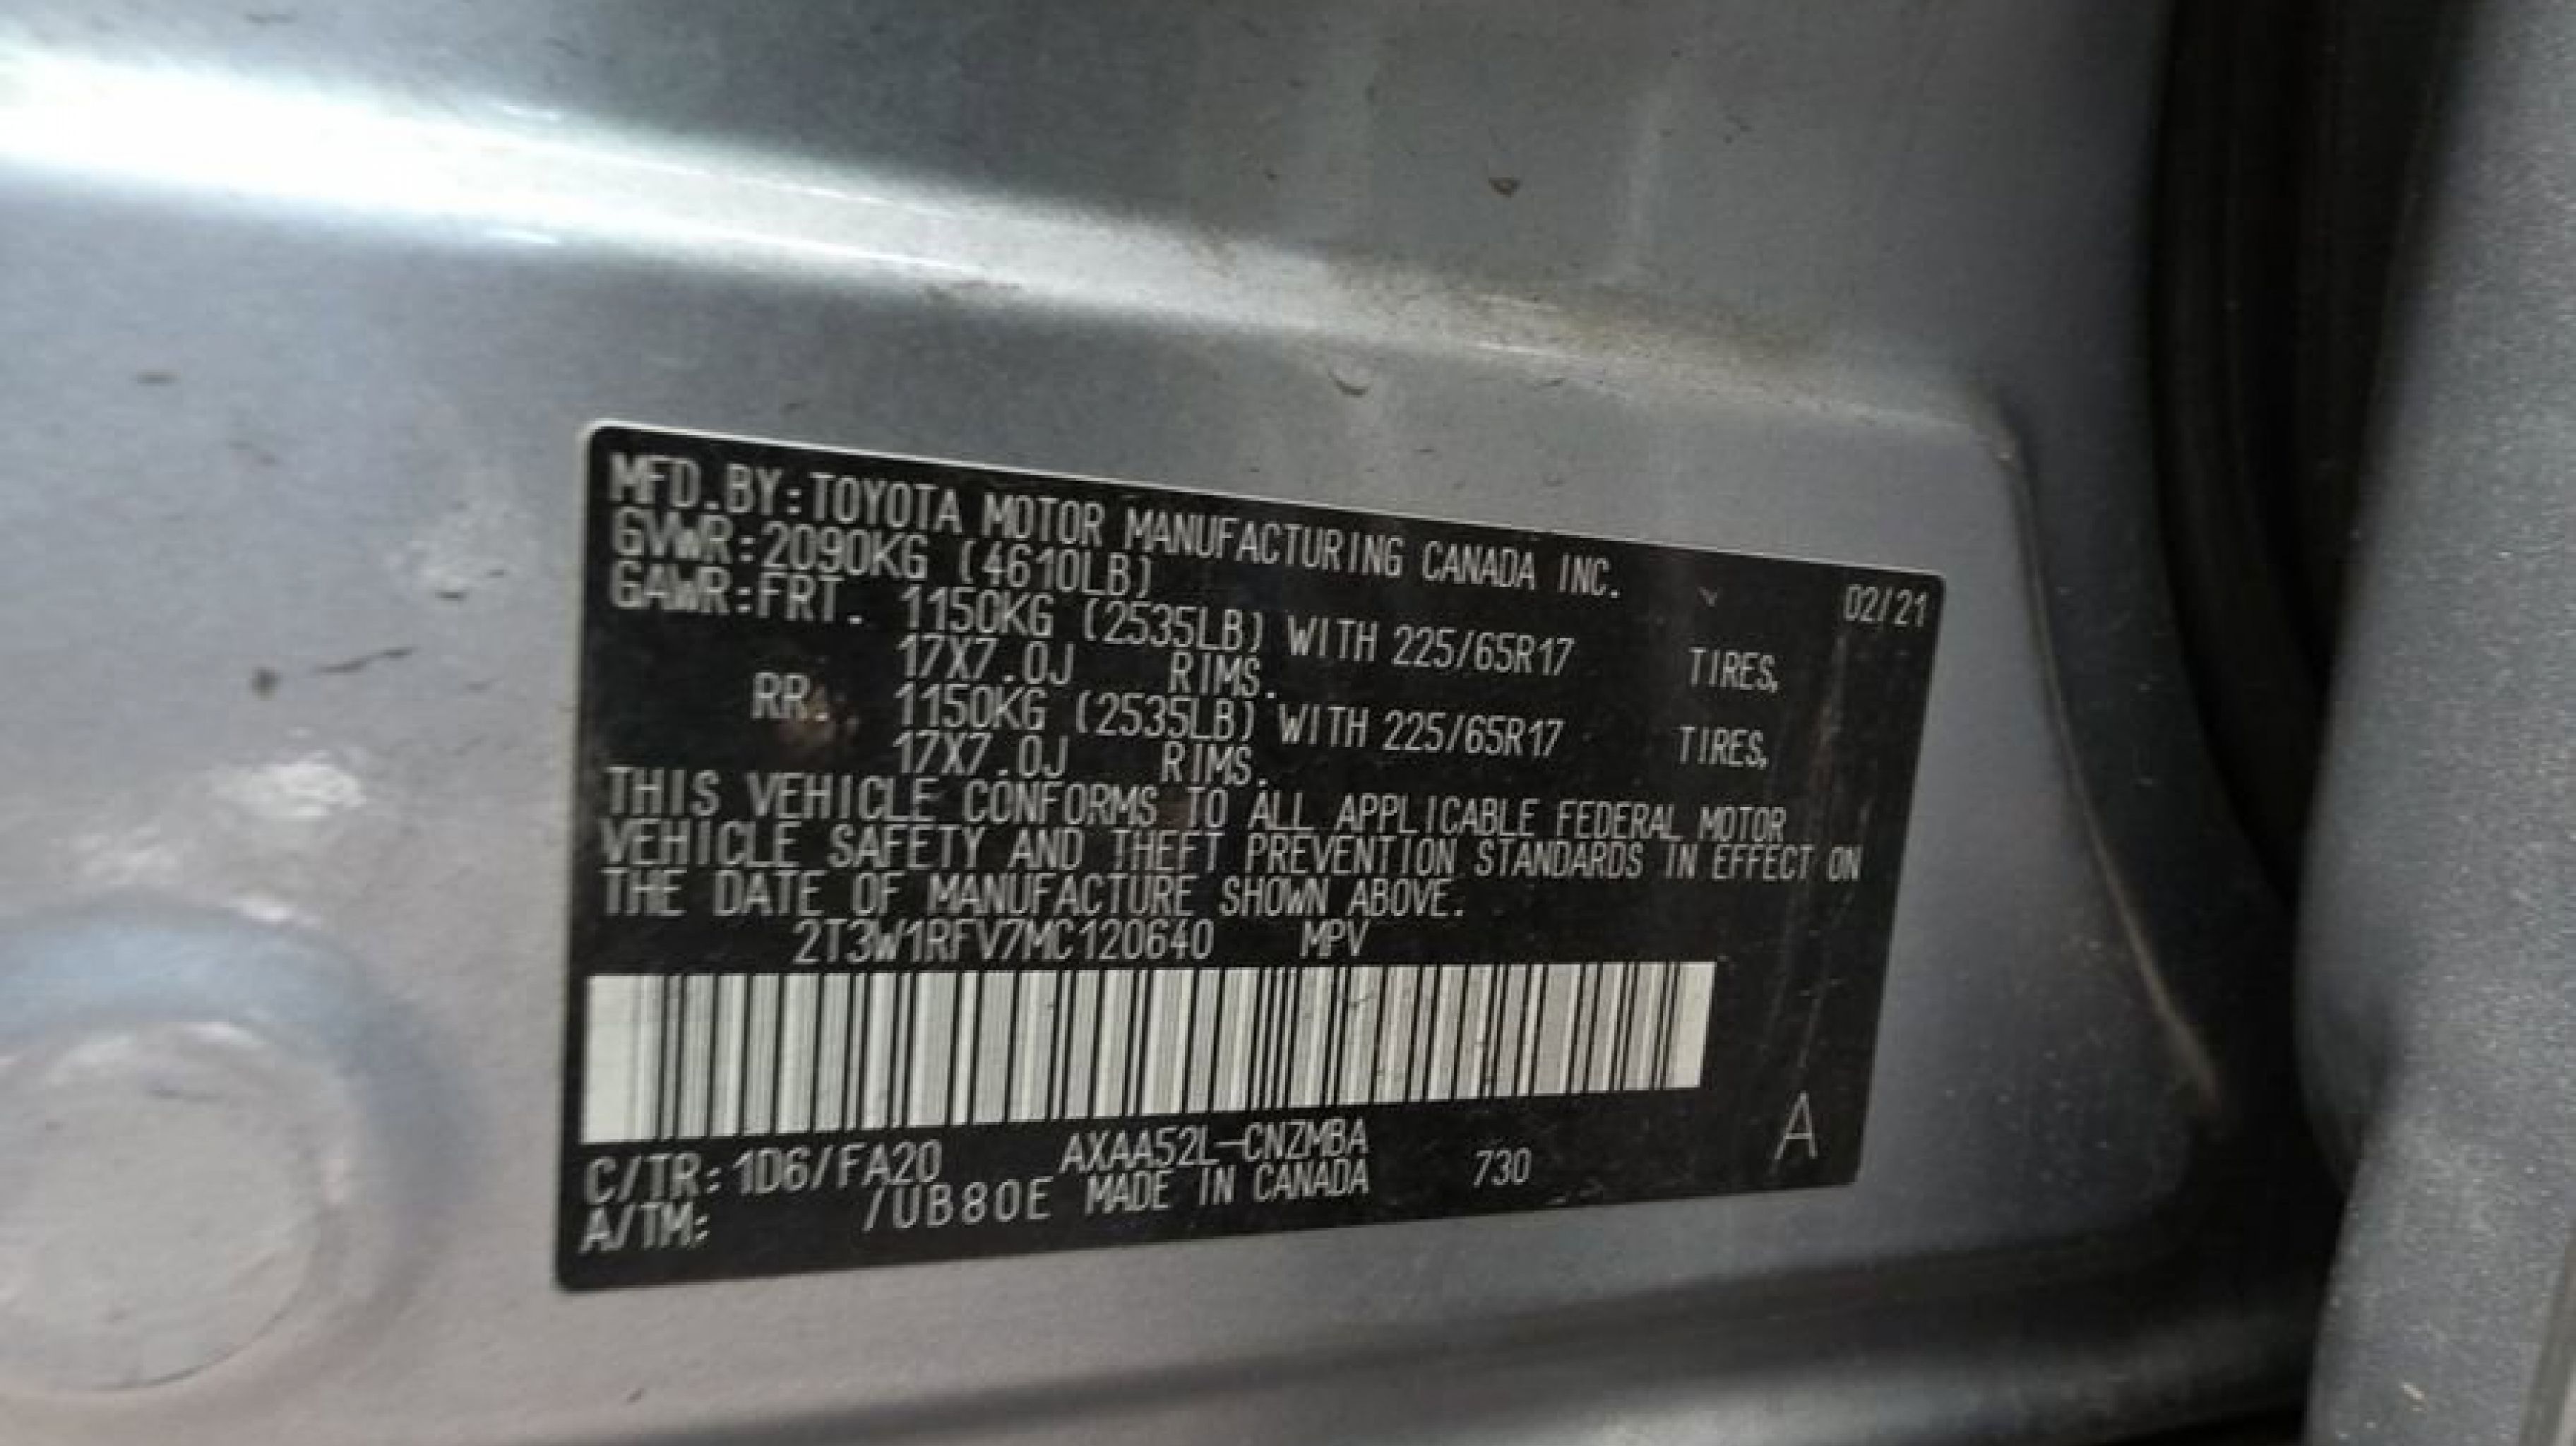 MFD.BY:TOYOTA MOTOR MANUFACTURING CANADA INC. 02/21
GVWR:2090KG (4610LB)
GAWR:FRT. 1150KG (2535LB) WITH 225/65R17 TIRES,
17X7.0J RIMS.
RR. 1150KG (2535LB) WITH 225/65R17 TIRES,
17X7.0J RIMS.
THIS VEHICLE CONFORMS TO ALL APPLICABLE FEDERAL MOTOR
VEHICLE SAFETY AND THEFT PREVENTION STANDARDS IN EFFECT ON
THE DATE OF MANUFACTURE SHOWN ABOVE.
2T3W1RFV7MC120640 MPV
C/TR:1D6/FA20 AXAA52L-CNZMBA 730 A
A/TM: /UB80E MADE IN CANADA